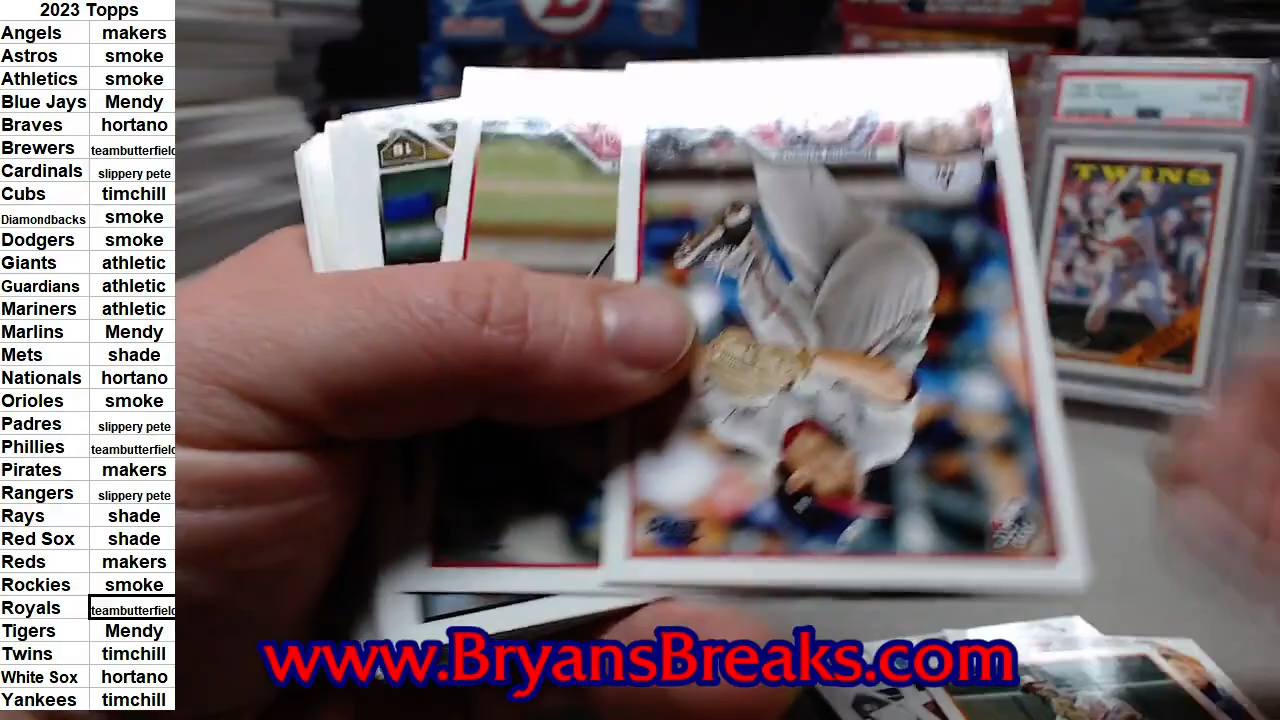 2023 Topps
Angels makers
Astros smoke
Athletics smoke
Blue Jays Mendy
Braves hortano
Brewers teambutterfield
Cardinals slippery pete
Cubs timchill
Diamondbacks smoke
Dodgers smoke
Giants athletic
Guardians athletic
Mariners athletic
Marlins Mendy
Mets shade
Nationals hortano
Orioles smoke
Padres slippery pete
Phillies teambutterfield
Pirates makers
Rangers slippery pete
Rays shade
Red Sox shade
Reds makers
Rockies smoke
Royals teambutterfield
Tigers Mendy
Twins timchill
White Sox hortano
Yankees timchill
TWINS
www.BryansBreaks.com